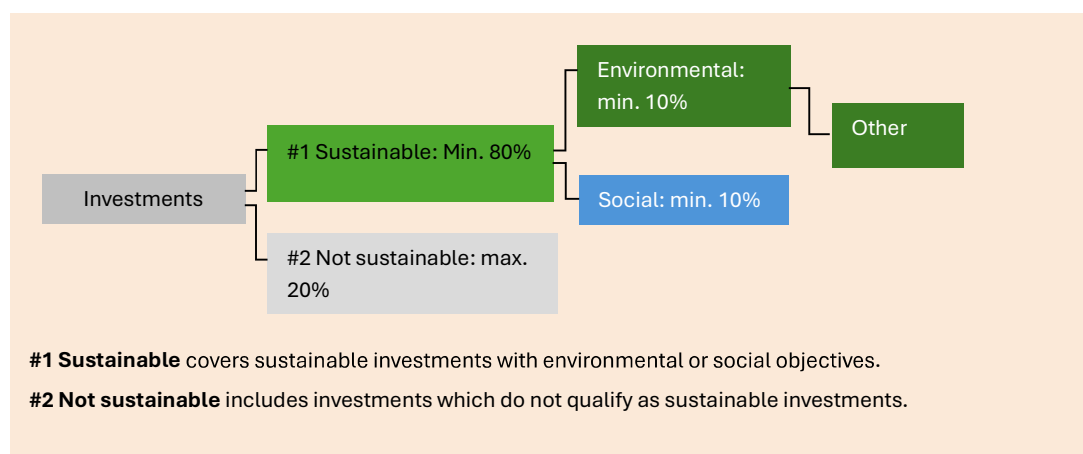 Environmental:
min. 10%
Other
#1 Sustainable: Min. 80%
Investments
Social: min. 10%
#2 Not sustainable: max.
20%
#1 Sustainable covers sustainable investments with environmental or social objectives.
#2 Not sustainable includes investments which do not qualify as sustainable investments.